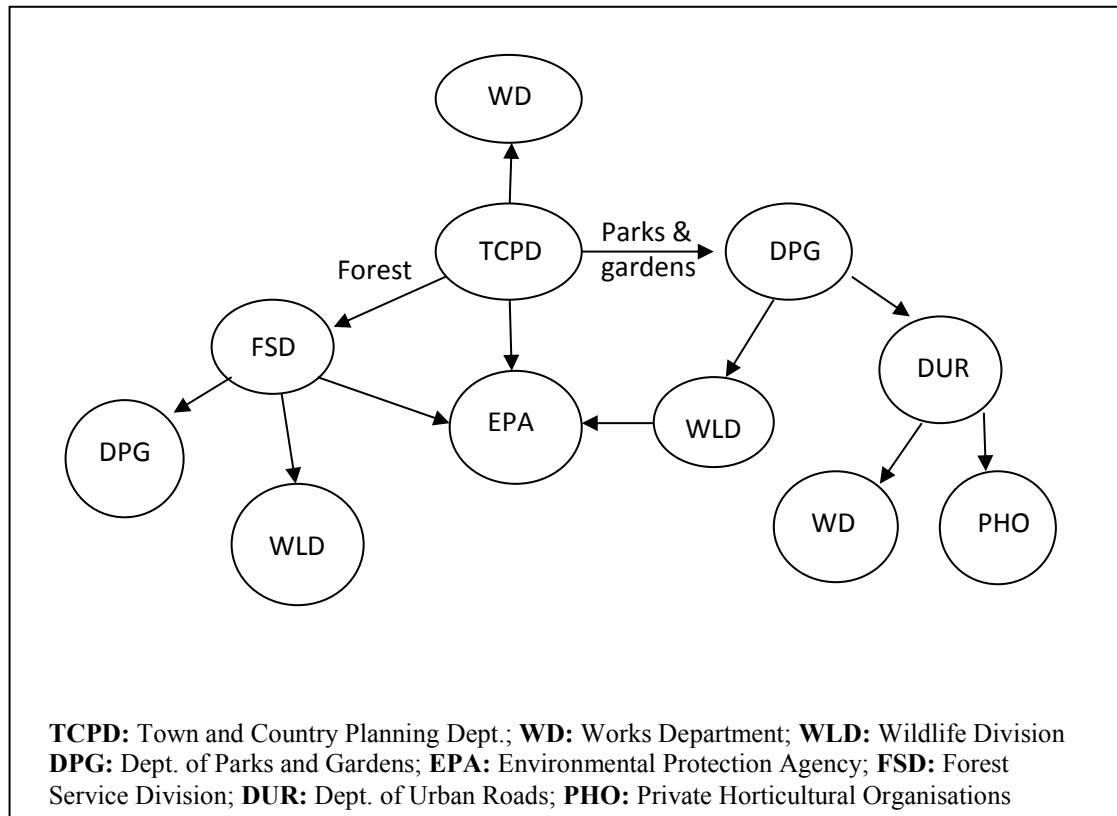 WD
TCPD
Parks &
gardens
DPG
Forest
FSD
DUR
EPA
WLD
DPG
WLD
WD
PHO
TCPD: Town and Country Planning Dept.; WD: Works Department; WLD: Wildlife Division
DPG: Dept. of Parks and Gardens; EPA: Environmental Protection Agency; FSD: Forest
Service Division; DUR: Dept. of Urban Roads; PHO: Private Horticultural Organisations